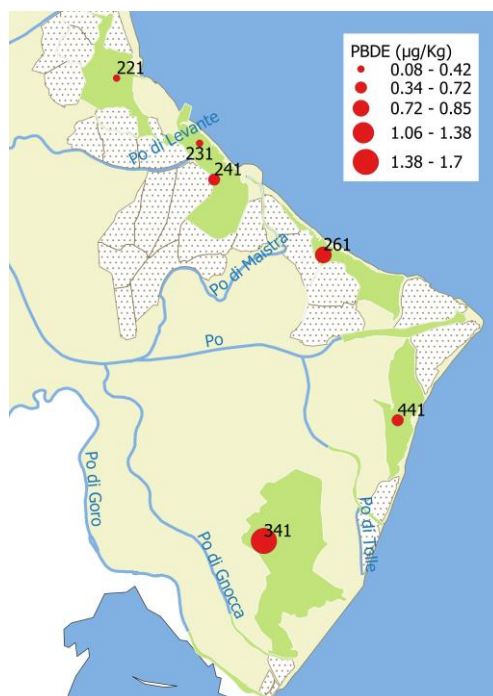 PBDE (µg/Kg)
0.08 - 0.42
0.34 - 0.72
0.72 - 0.85
1.06 - 1.38
1.38 - 1.7
221
Po di Levante
231
241
261
Po di Maistra
Po
441
Po di Goro
Po di Gnocca
341
Po di Tolle